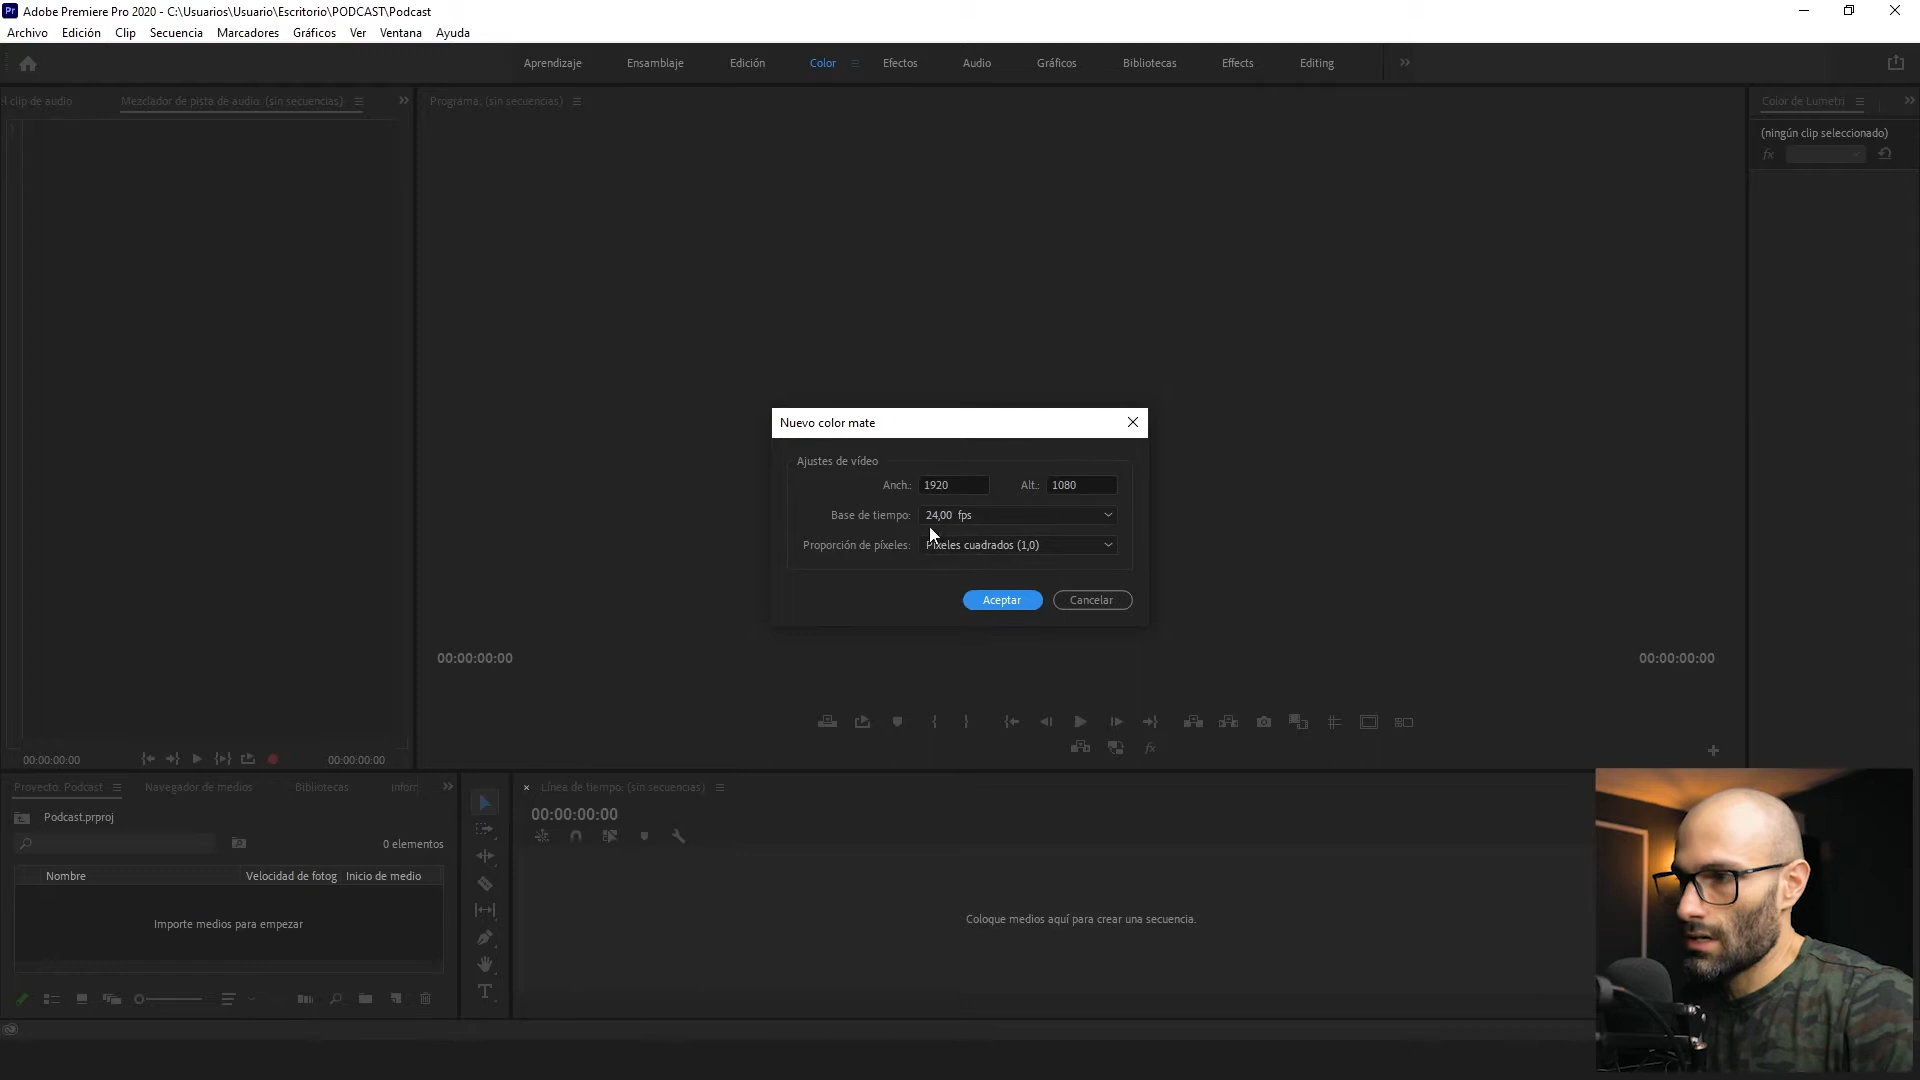 Pr Adobe Premiere Pro 2020 - C:\Usuarios\Usuario\Escritorio\PODCAST\Podcast
Archivo Edición Clip Secuencia Marcadores Gráficos Ver Ventana Ayuda
Aprendizaje Ensamblaje Edición Color Efectos Audio Gráficos Bibliotecas Effects Editing
el clip de audio Mezclador de pista de audio: (sin secuencias) Programa: (sin secuencias) Color de Lumetri
(ningún clip seleccionado)
fx
Nuevo color mate
Ajustes de vídeo
Anch.: 1920 Alt.: 1080
Base de tiempo: 24,00 fps
Proporción de píxeles: Píxeles cuadrados (1,0)
Aceptar Cancelar
00:00:00:00 00:00:00:00
fx
00:00:00:00 00:00:00:00
Proyecto: Podcast Navegador de medios Bibliotecas Inform
Podcast.prproj
0 elementos
Nombre Velocidad de fotog Inicio de medio
Importe medios para empezar
Línea de tiempo: (sin secuencias)
00:00:00:00
Coloque medios aquí para crear una secuencia.